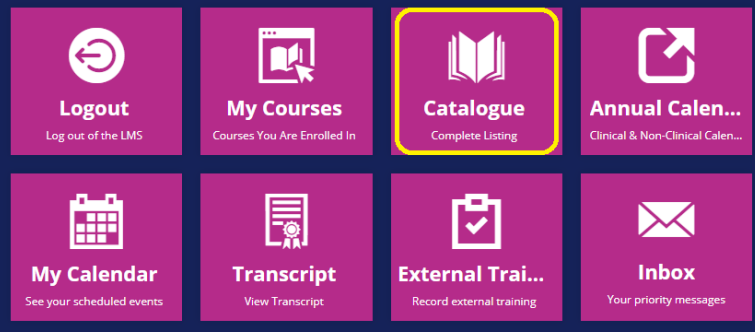 Logout
Log out of the LMS
My Courses
Courses You Are Enrolled In
Catalogue
Complete Listing
Annual Calen...
Clinical & Non-Clinical Calen...
My Calendar
See your scheduled events
Transcript
View Transcript
External Trai...
Record external training
Inbox
Your priority messages